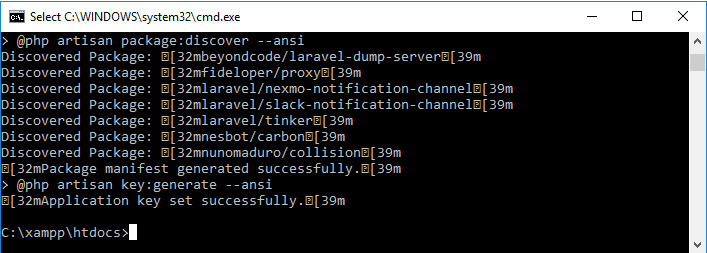 Select C:\WINDOWS\system32\cmd.exe
> @php artisan package:discover --ansi
Discovered Package: ⍰[32mbeyondcode/laravel-dump-server⍰[39m
Discovered Package: ⍰[32mfideloper/proxy⍰[39m
Discovered Package: ⍰[32mlaravel/nexmo-notification-channel⍰[39m
Discovered Package: ⍰[32mlaravel/slack-notification-channel⍰[39m
Discovered Package: ⍰[32mlaravel/tinker⍰[39m
Discovered Package: ⍰[32mnesbot/carbon⍰[39m
Discovered Package: ⍰[32mnunomaduro/collision⍰[39m
⍰[32mPackage manifest generated successfully.⍰[39m
> @php artisan key:generate --ansi
⍰[32mApplication key set successfully.⍰[39m
C:\xampp\htdocs>